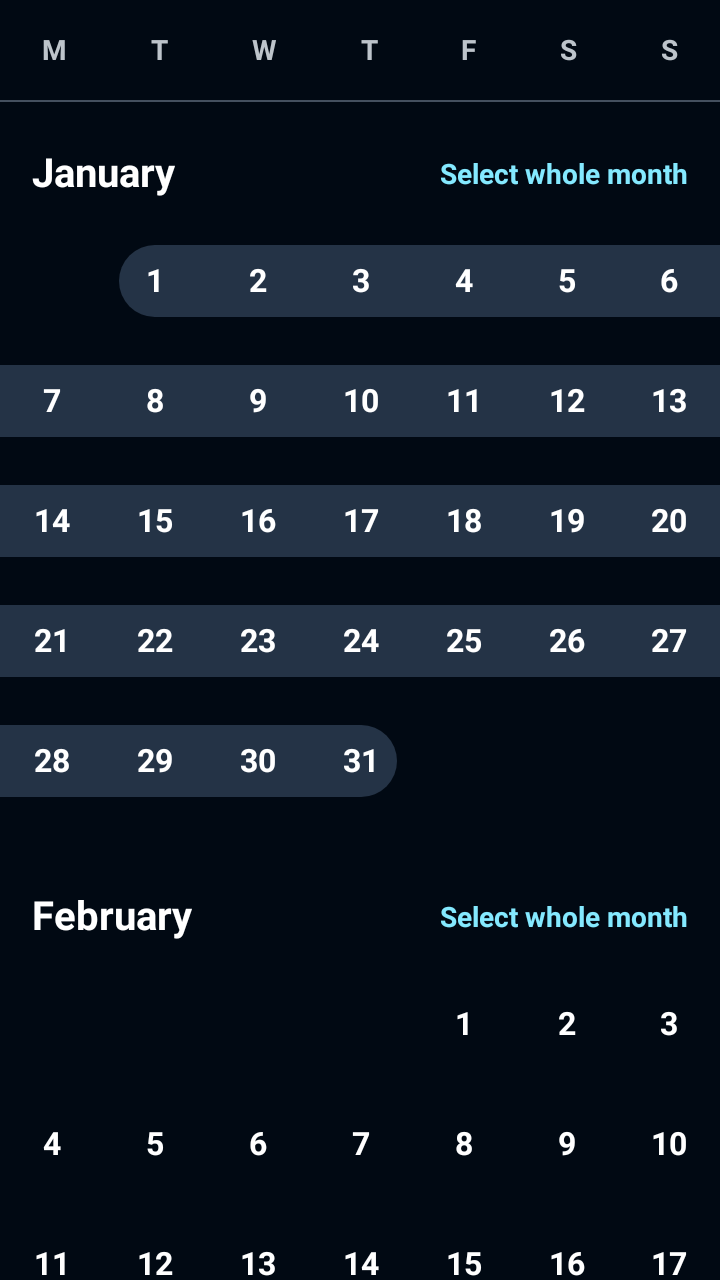 M T W T F S S
January Select whole month
1 2 3 4 5 6
7 8 9 10 11 12 13
14 15 16 17 18 19 20
21 22 23 24 25 26 27
28 29 30 31
February Select whole month
1 2 3
4 5 6 7 8 9 10
11 12 13 14 15 16 17